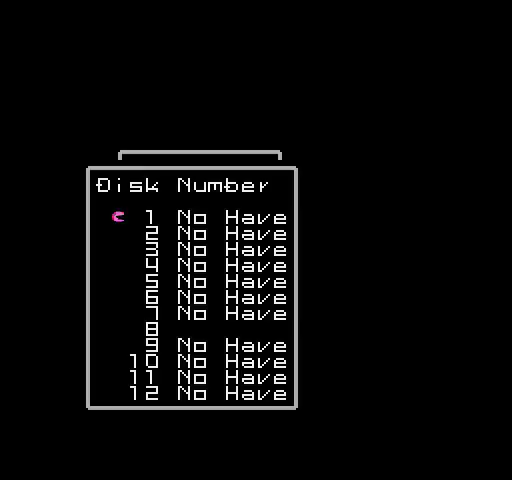 Disk Number
1 No Have
2 No Have
3 No Have
4 No Have
5 No Have
6 No Have
7 No Have
8
9 No Have
10 No Have
11 No Have
12 No Have